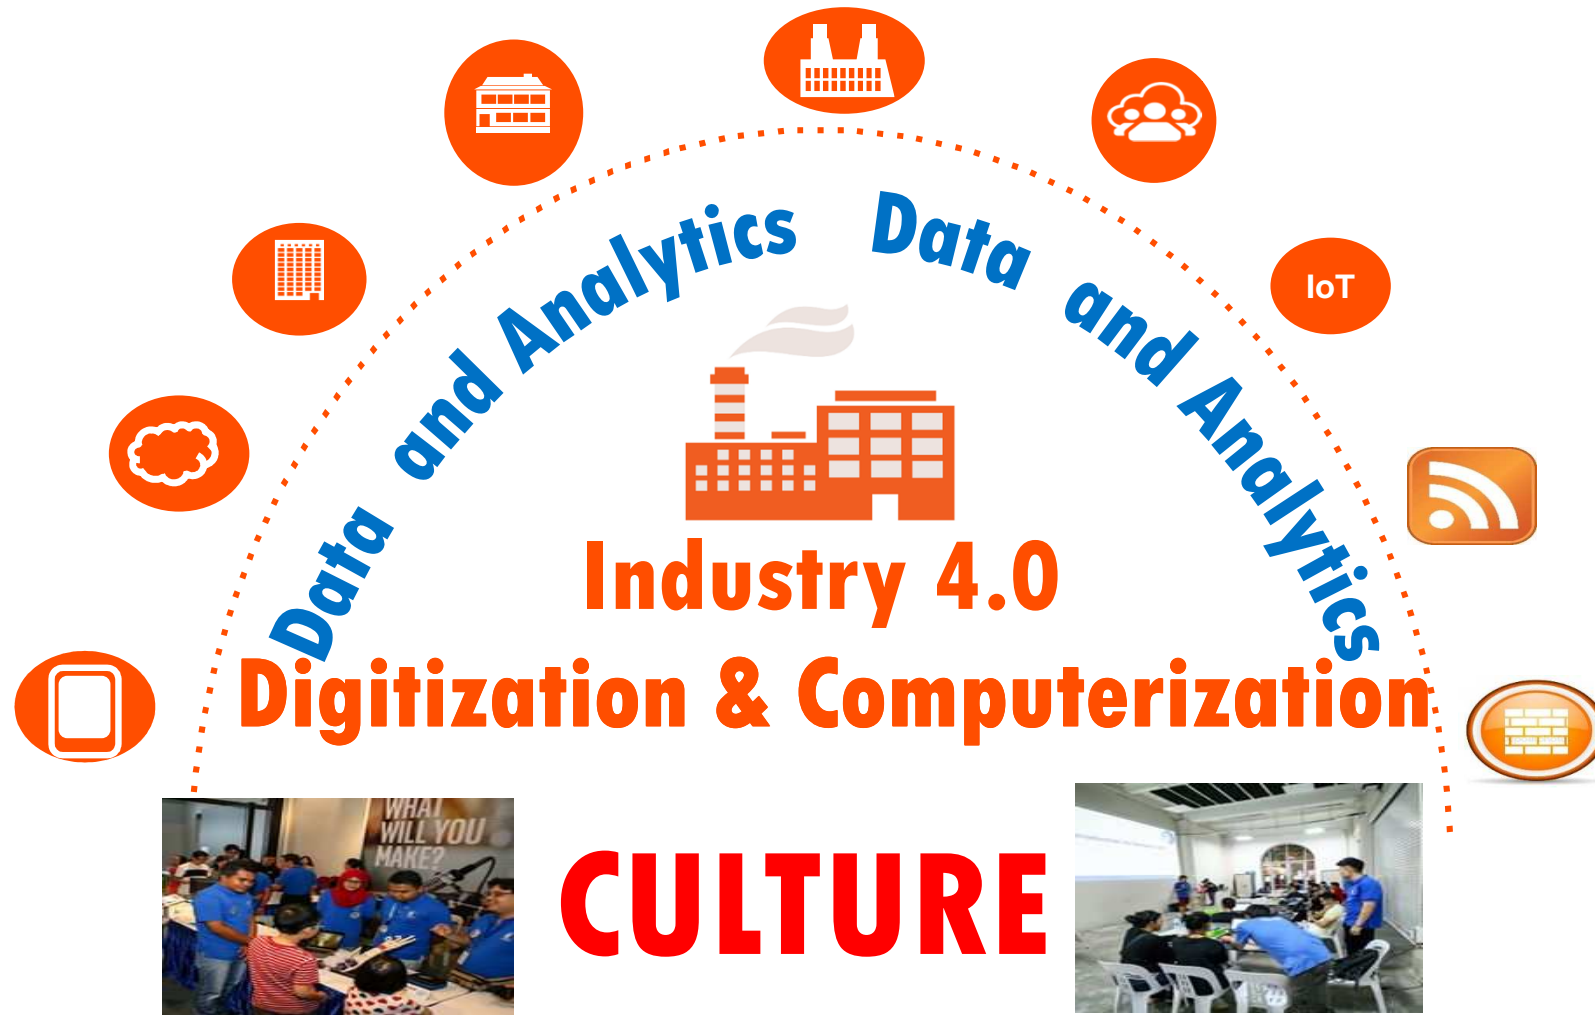 Data and Analytics Data and Analytics
IoT
Industry 4.0
Digitization & Computerization
WHAT
WILL YOU
MAKE?
CULTURE